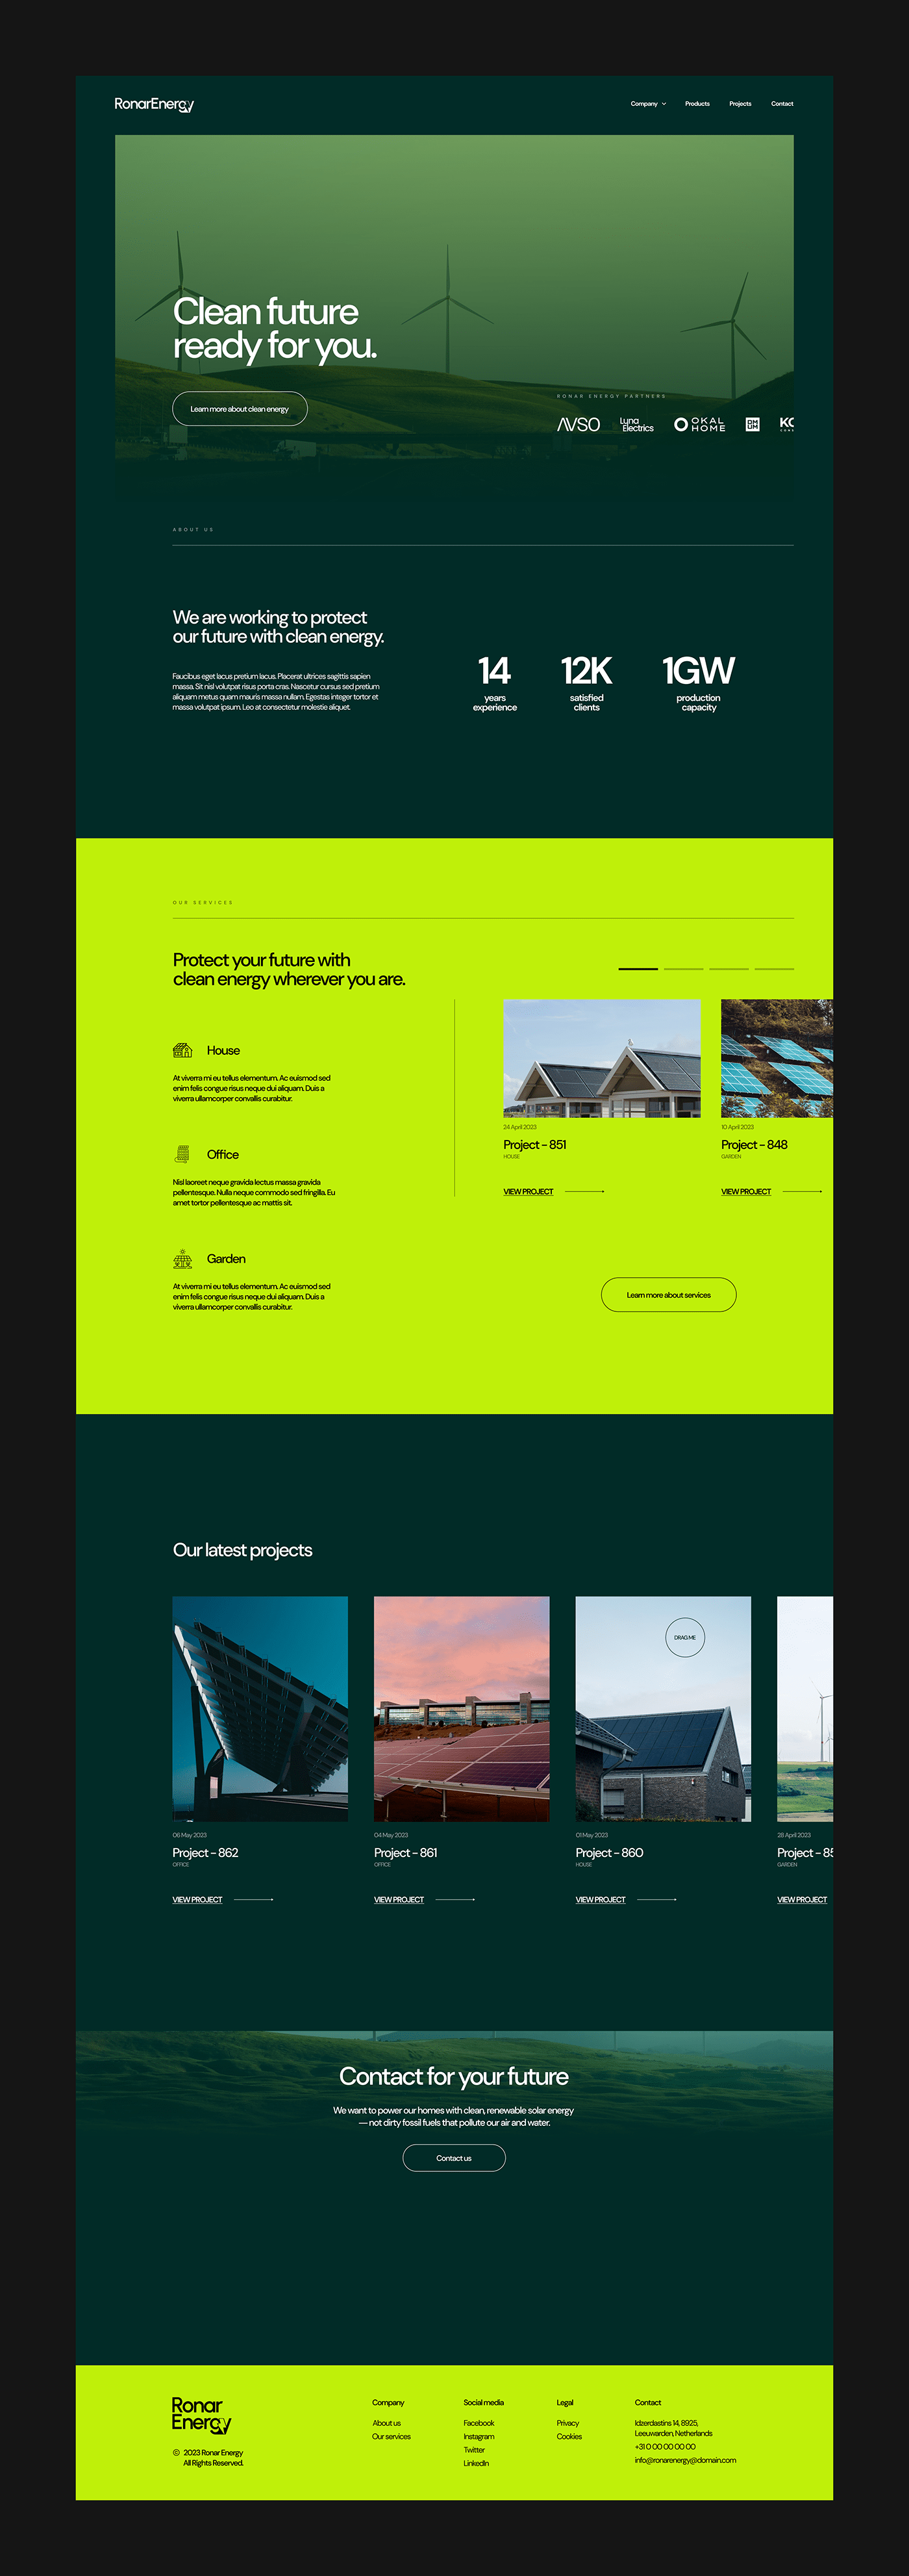 RonarEnergy
Company
Products
Projects
Contact
Clean future
ready for you.
Learn more about clean energy
RONAR ENERGY PARTNERS
AVSO
Lyna
Electrics
OKAL
HOME
KO
ABOUT US
We are working to protect
our future with clean energy.
Faucibus eget lacus pretium lacus. Placerat ultrices sagittis sapien
massa. Sit nisl volutpat risus porta cras. Nascetur cursus sed pretium
aliquam metus quam mauris massa nullam. Egestas integer tortor et
massa volutpat ipsum. Leo at consectetur molestie aliquet.
14
years
experience
12K
satisfied
clients
1GW
production
capacity
OUR SERVICES
Protect your future with
clean energy wherever you are.
House
At viverra mi eu tellus elementum. Ac euismod sed
enim felis congue risus neque dui aliquam. Duis a
viverra ullamcorper convallis curabitur.
Office
Nisl laoreet neque gravida lectus massa gravida
pellentesque. Nulla neque commodo sed fringilla. Eu
amet tortor pellentesque ac mattis sit.
Garden
At viverra mi eu tellus elementum. Ac euismod sed
enim felis congue risus neque dui aliquam. Duis a
viverra ullamcorper convallis curabitur.
24 April 2023
Project - 851
HOUSE
VIEW PROJECT
10 April 2023
Project - 848
GARDEN
VIEW PROJECT
Learn more about services
Our latest projects
DRAG ME
06 May 2023
Project - 862
OFFICE
VIEW PROJECT
04 May 2023
Project - 861
OFFICE
VIEW PROJECT
01 May 2023
Project - 860
HOUSE
VIEW PROJECT
28 April 2023
Project - 85
GARDEN
VIEW PROJECT
Contact for your future
We want to power our homes with clean, renewable solar energy
— not dirty fossil fuels that pollute our air and water.
Contact us
Ronar
Energy
© 2023 Ronar Energy
All Rights Reserved.
Company
About us
Our services
Social media
Facebook
Instagram
Twitter
LinkedIn
Legal
Privacy
Cookies
Contact
Idzerdastins 14, 8925,
Leeuwarden, Netherlands
+31 0 00 00 00 00
info@ronarenergy@domain.com